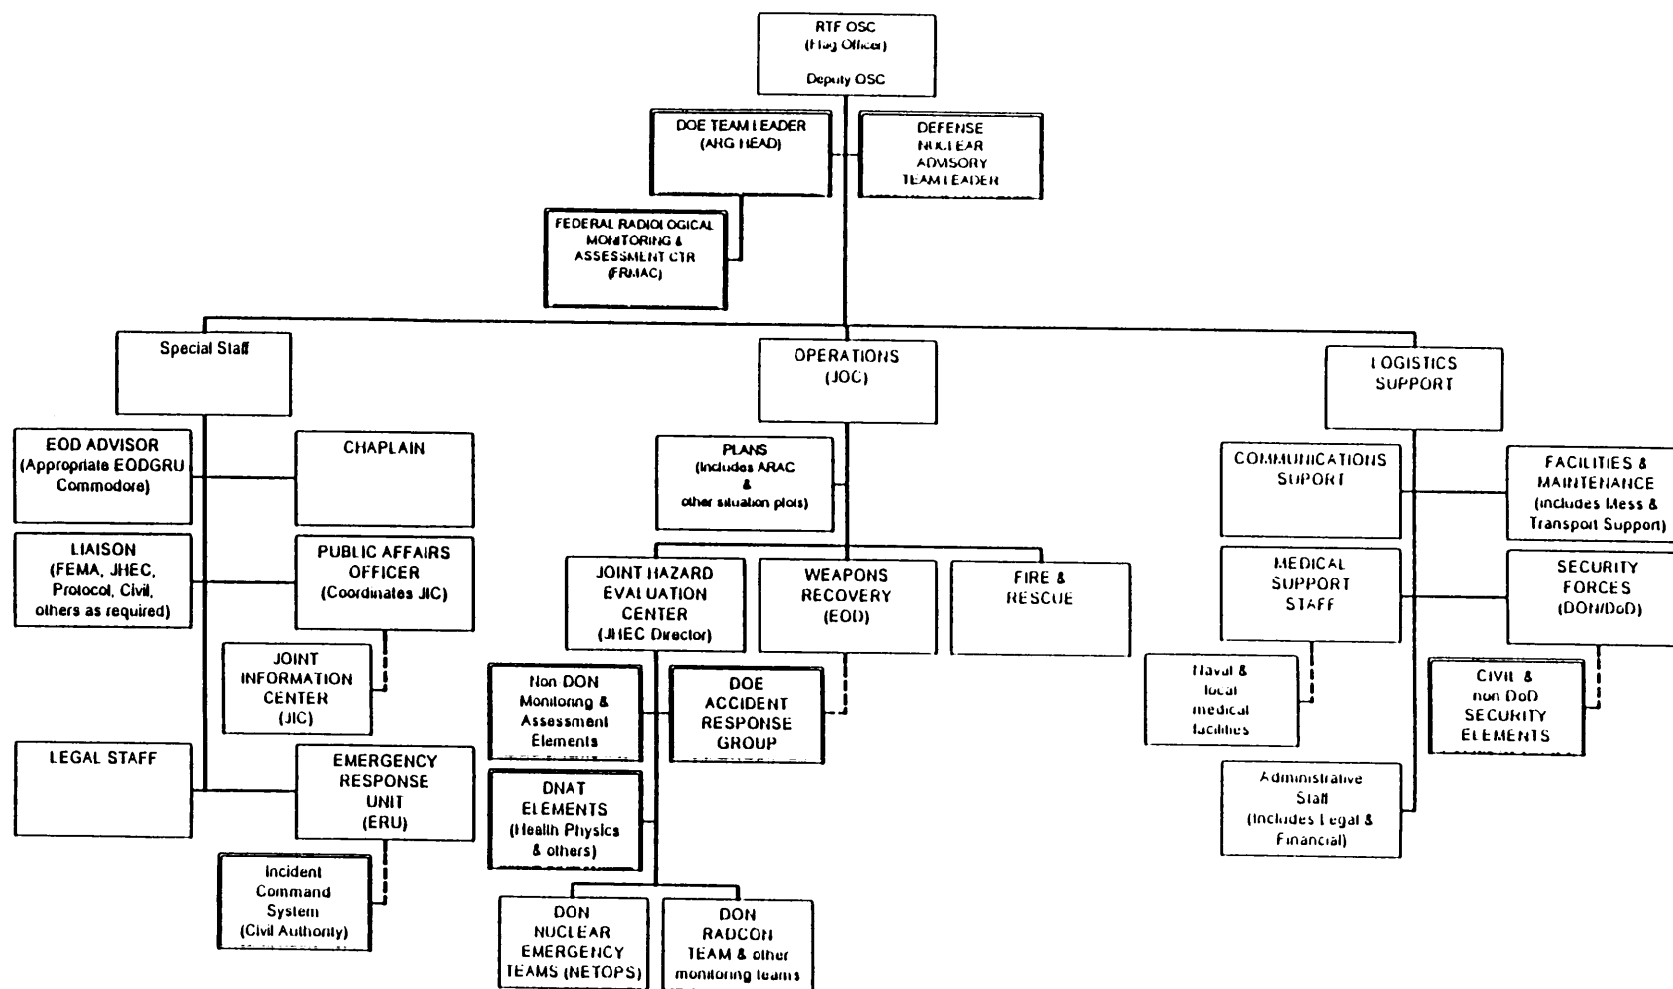 RTF OSC
(Flag Officer)
Deputy OSC
DOE TEAM LEADER
(ARG HEAD)
DEFENSE
NUCLEAR
ADVISORY
TEAM LEADER
FEDERAL RADIOLOGICAL
MONITORING &
ASSESSMENT CTR
(FRMAC)
Special Staff
OPERATIONS
(JOC)
LOGISTICS
SUPPORT
EOD ADVISOR
(Appropriate EODGRU
Commodore)
CHAPLAIN
LIAISON
(FEMA, JHEC,
Protocol, Civil,
others as required)
PUBLIC AFFAIRS
OFFICER
(Coordinates JIC)
JOINT
INFORMATION
CENTER
(JIC)
LEGAL STAFF
EMERGENCY
RESPONSE
UNIT
(ERU)
Incident
Command
System
(Civil Authority)
PLANS
(Includes ARAC
&
other situation plots)
JOINT HAZARD
EVALUATION
CENTER
(JHEC Director)
WEAPONS
RECOVERY
(EOD)
FIRE &
RESCUE
Non DON
Monitoring &
Assessment
Elements
DOE
ACCIDENT
RESPONSE
GROUP
DNAT
ELEMENTS
(Health Physics
& others)
DON
NUCLEAR
EMERGENCY
TEAMS (NETOPS)
DON
RADCON
TEAM & other
monitoring teams
COMMUNICATIONS
SUPORT
FACILITIES &
MAINTENANCE
(includes Mess &
Transport Support)
MEDICAL
SUPPORT
STAFF
SECURITY
FORCES
(DON/DoD)
Naval &
local
medical
facilities
CIVIL &
non DoD
SECURITY
ELEMENTS
Administrative
Staff
(Includes Legal &
Financial)